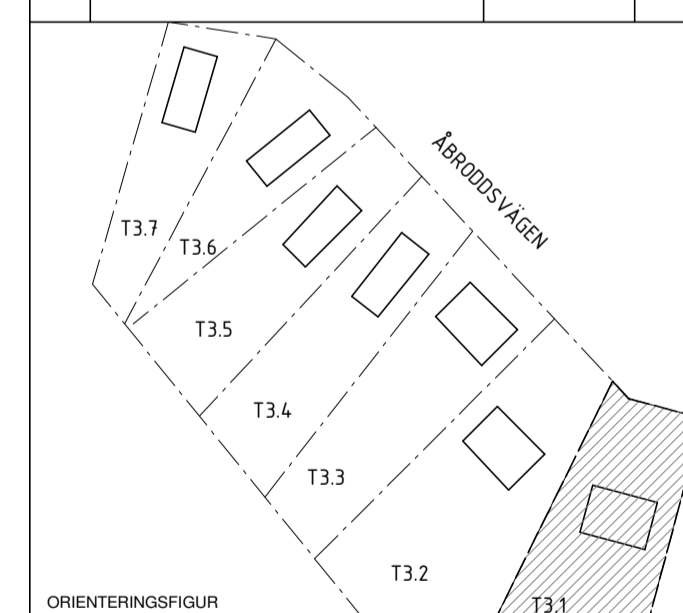 ÅBRODDSVÄGEN
T3.7
T3.6
T3.5
T3.4
T3.3
T3.2
T3.1
ORIENTERINGSFIGUR